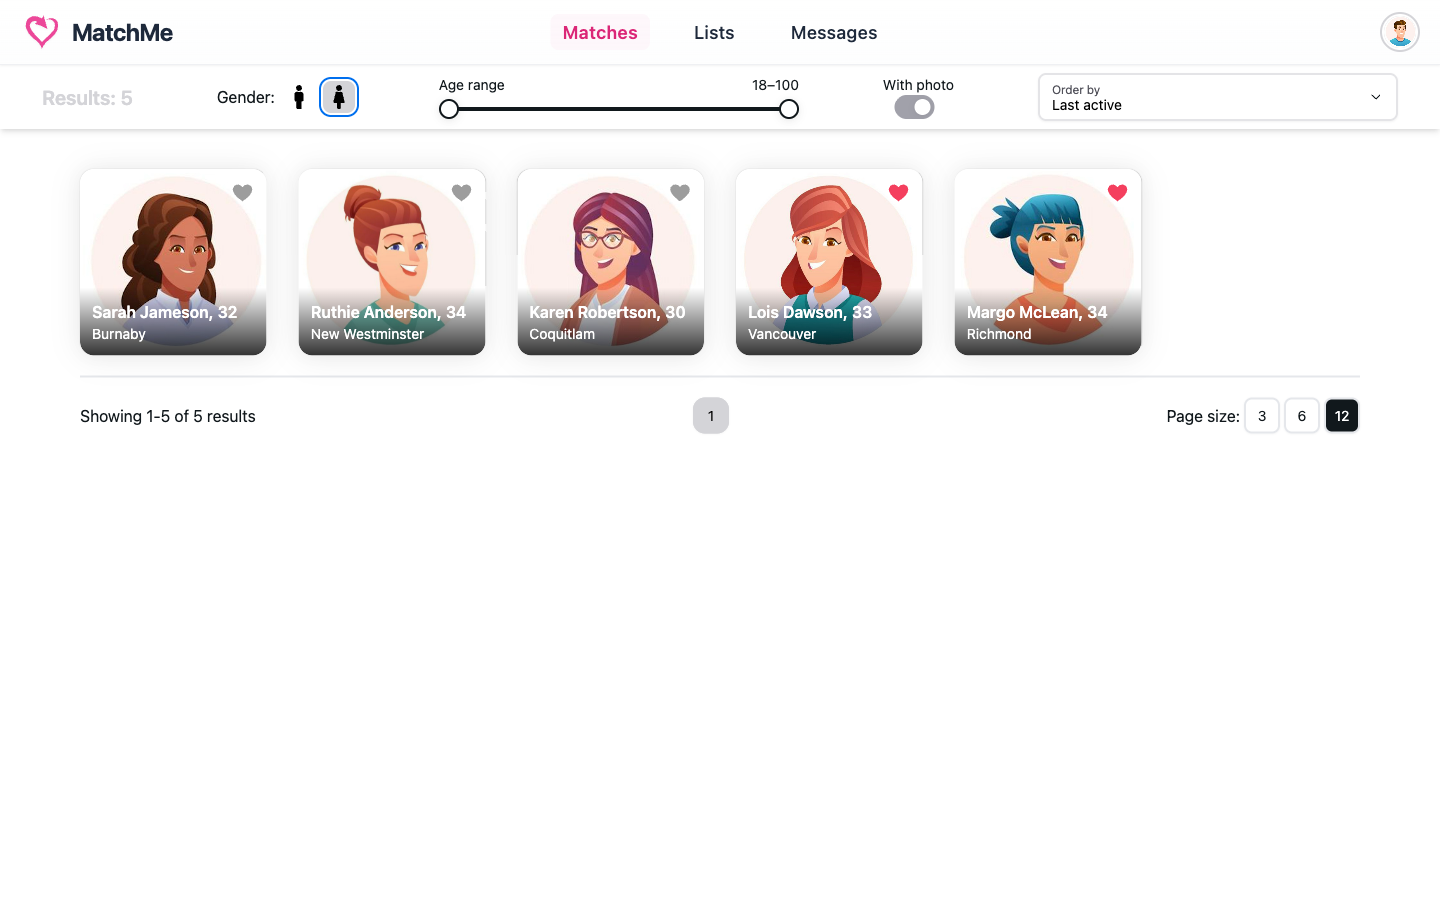 MatchMe
Matches
Lists
Messages
Results: 5
Gender:
Age range
18–100
With photo
Order by
Last active
Sarah Jameson, 32
Burnaby
Ruthie Anderson, 34
New Westminster
Karen Robertson, 30
Coquitlam
Lois Dawson, 33
Vancouver
Margo McLean, 34
Richmond
Showing 1-5 of 5 results
1
Page size: 3 6 12